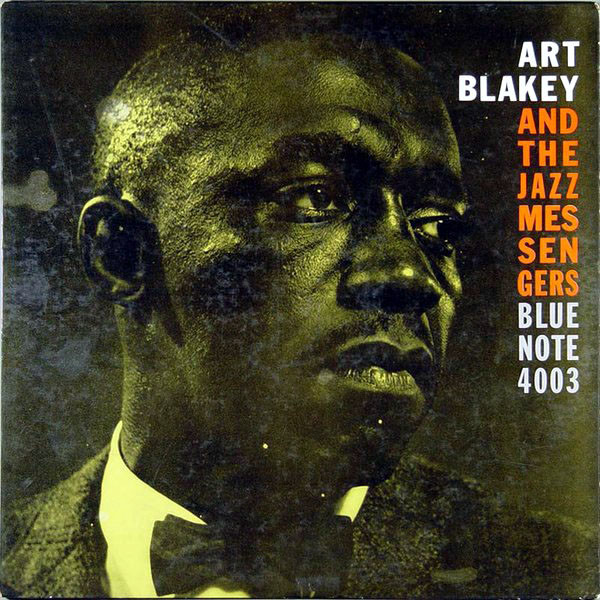 ART
BLAKEY
AND
THE
JAZZ
MES
SEN
GERS
BLUE
NOTE
4003